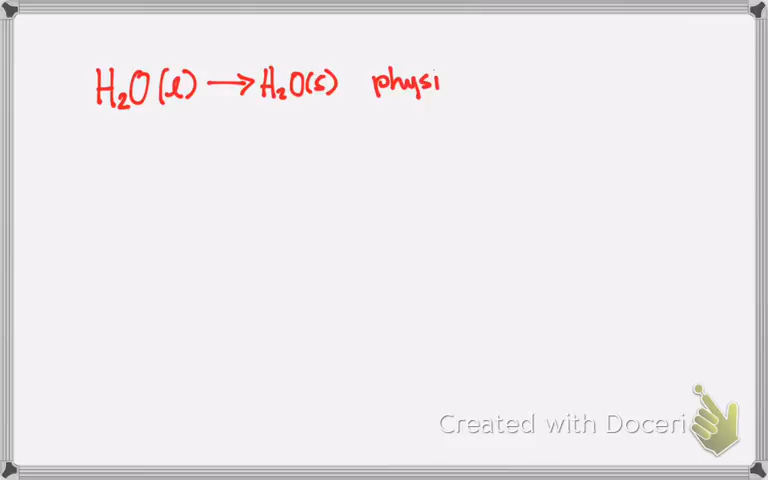 H₂O(l) → H₂O(s) physi
Created with Doceri